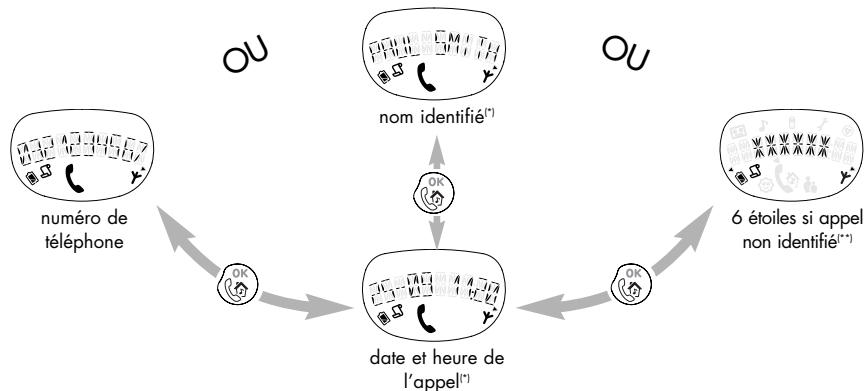 OU
OU
nom identifié(*)
OK
numéro de
téléphone
6 étoiles si appel
non identifié(**)
OK
OK
date et heure de
l'appel(*)